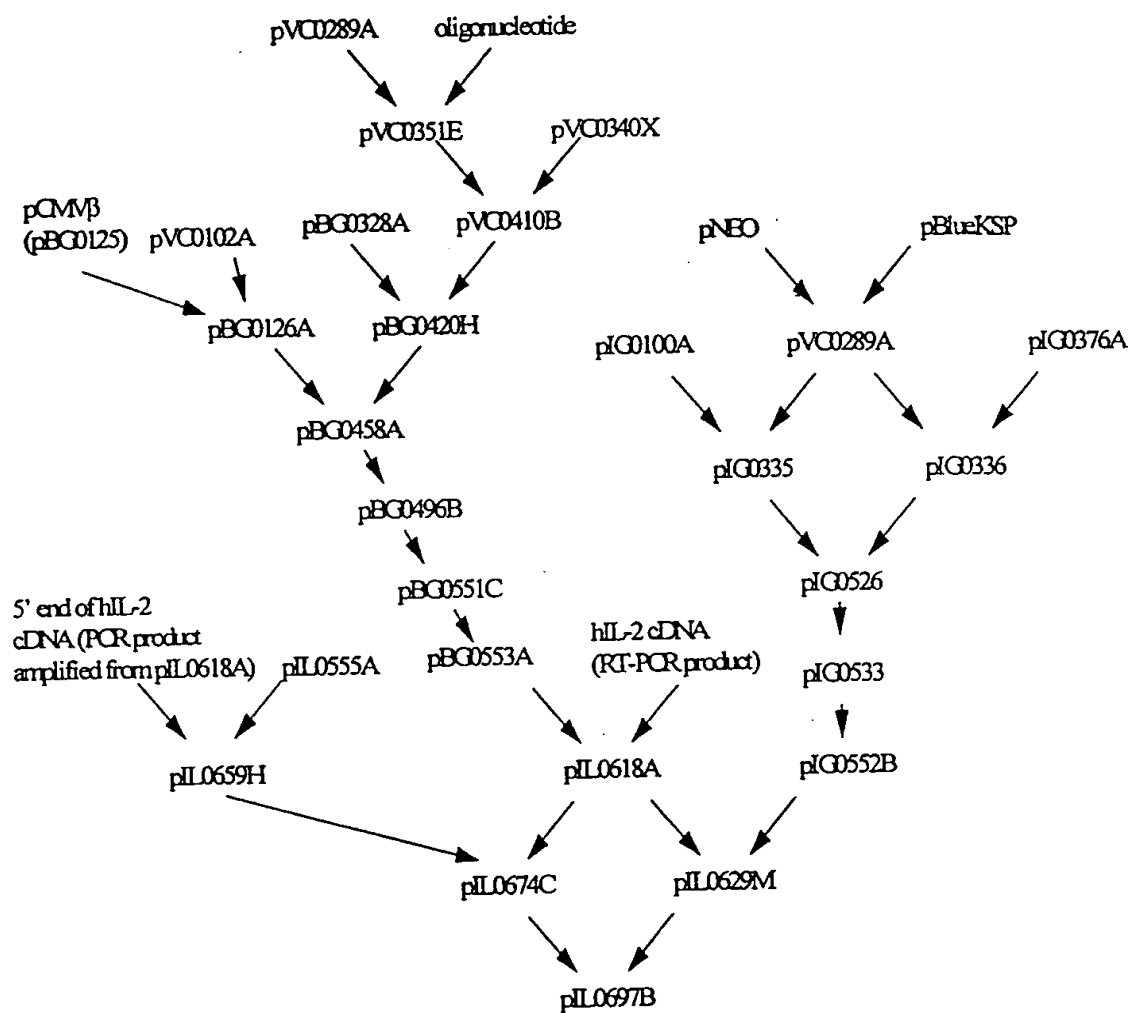 pVC0289A oligonucleotide
pVC0351E pVC0340X
pCMVβ
(pBG0125) pVC0102A pBG0328A pVC0410B pNEO pBlueKSP
pBG0126A pBG0420H pIG0100A pVC0289A pIG0376A
pBG0458A pIG0335 pIG0336
pBG0496B
pBG0551C pIG0526
5' end of hIL-2
cDNA (PCR product
amplified from pIL0618A) pIL0555A pBG0553A
hIL-2 cDNA
(RT-PCR product) pIG0533
pIL0659H pIL0618A pIG0552B
pIL0674C pIL0629M
pIL0697B